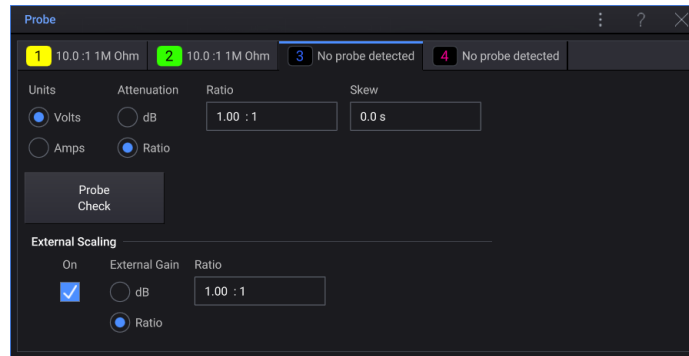 Probe
?
1 10.0 :1 1M Ohm 2 10.0 :1 1M Ohm 3 No probe detected 4 No probe detected
Units Attenuation Ratio Skew
Volts dB 1.00 : 1 0.0 s
Amps Ratio
Probe
Check
External Scaling
On External Gain Ratio
dB 1.00 : 1
Ratio